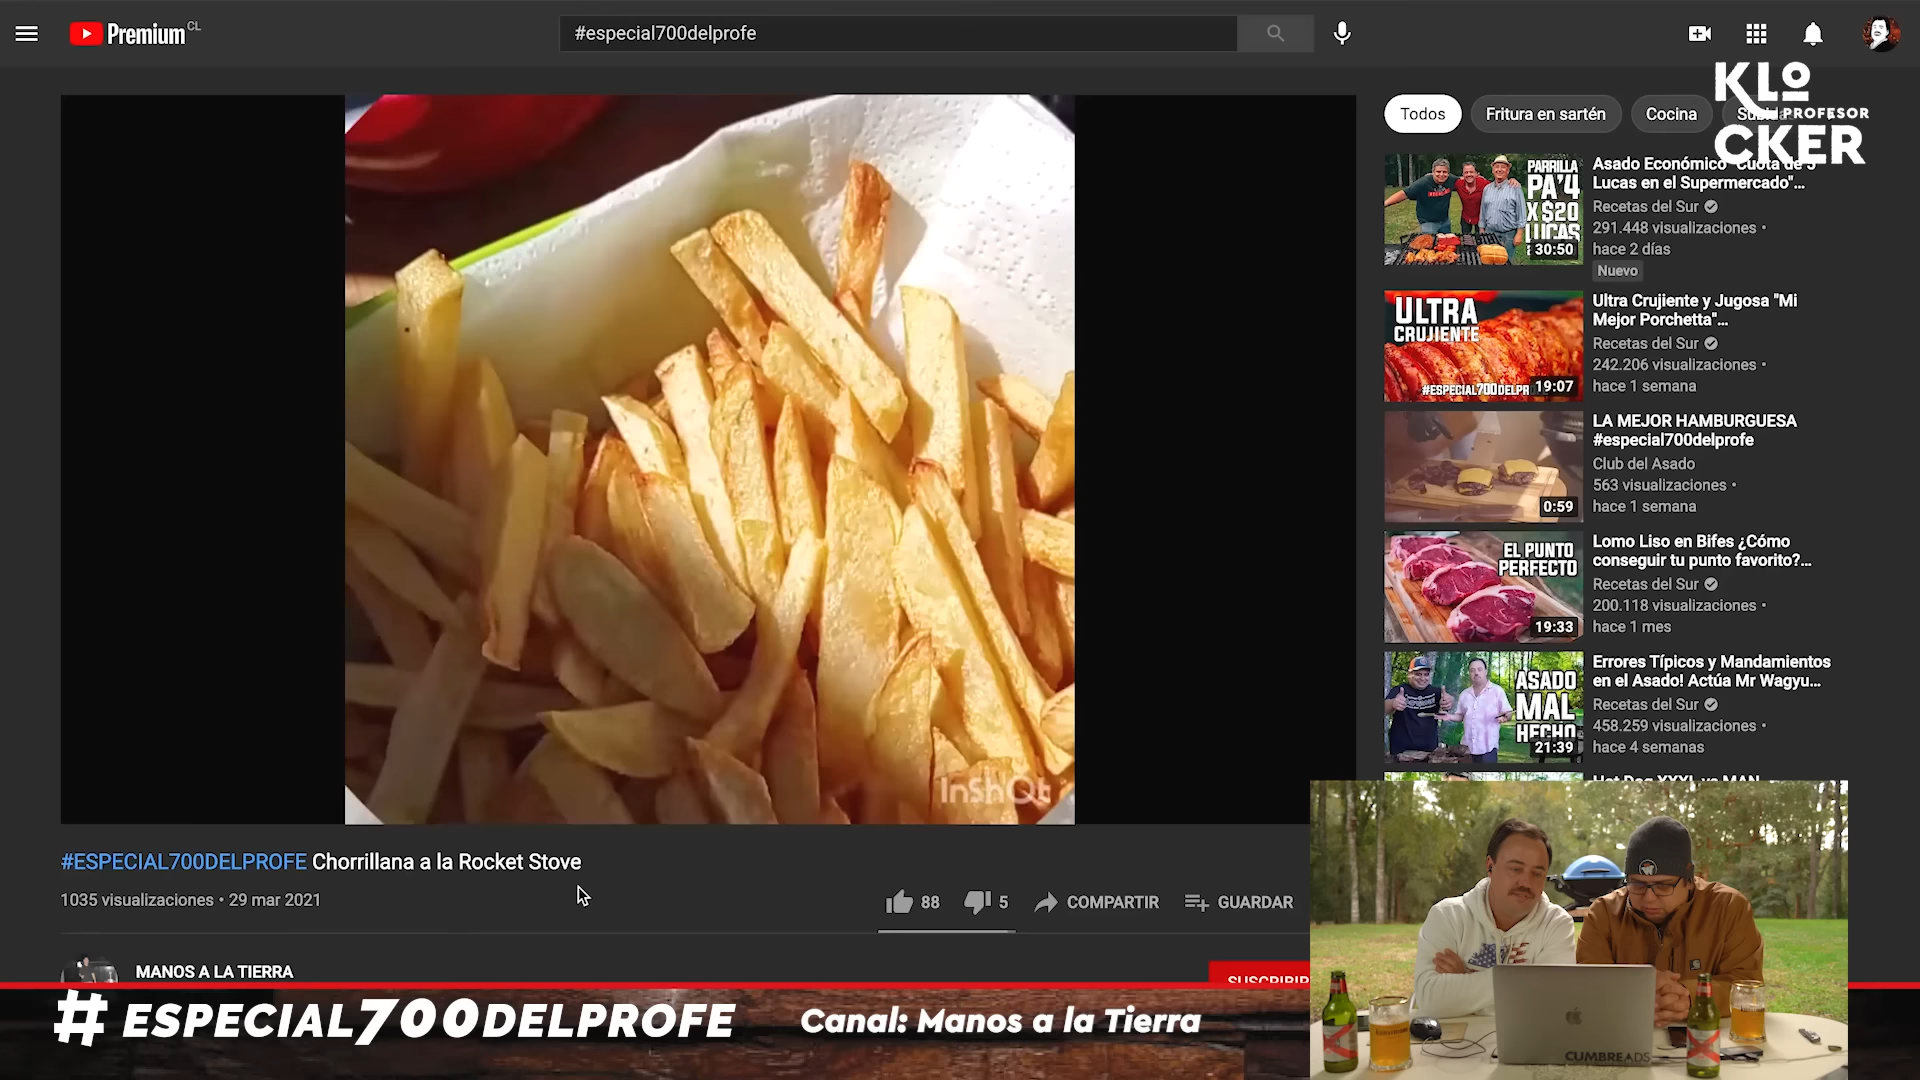 Premium CL
#especial700delprofe
KLO
PROFESOR
CKER
Todos
Fritura en sartén
Cocina
PARRILLA
PA'4
X $20
LUCAS
30:50
Asado Económico "Cuota de 5
Lucas en el Supermercado"...
Recetas del Sur
291.448 visualizaciones •
hace 2 días
Nuevo
ULTRA
CRUJIENTE
#ESPECIAL700DELPR
19:07
Ultra Crujiente y Jugosa "Mi
Mejor Porchetta"...
Recetas del Sur
242.206 visualizaciones •
hace 1 semana
0:59
LA MEJOR HAMBURGUESA
#especial700delprofe
Club del Asado
563 visualizaciones •
hace 1 semana
EL PUNTO
PERFECTO
19:33
Lomo Liso en Bifes ¿Cómo
conseguir tu punto favorito?...
Recetas del Sur
200.118 visualizaciones •
hace 1 mes
ASADO
MAL
HECHO
21:39
Errores Típicos y Mandamientos
en el Asado! Actúa Mr Wagyu...
Recetas del Sur
458.259 visualizaciones •
hace 4 semanas
InShOt
#ESPECIAL700DELPROFE Chorrillana a la Rocket Stove
1035 visualizaciones • 29 mar 2021
88
5
COMPARTIR
GUARDAR
MANOS A LA TIERRA
SUSCRIBIR
#ESPECIAL700DELPROFE
Canal: Manos a la Tierra
CUMBREADS